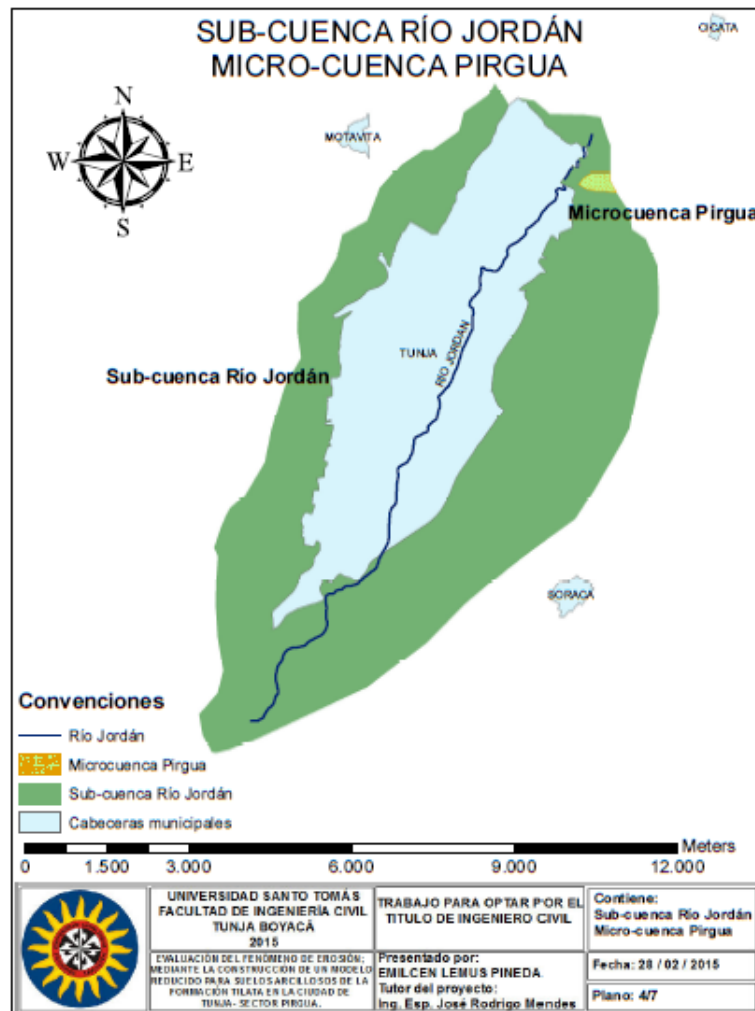 SUB-CUENCA RÍO JORDÁN
MICRO-CUENCA PIRGUA
CICATA
N
W E
S
MOTAVITA
Microcuenca Pirgua
TUNJA
RÍO JORDAN
Sub-cuenca Río Jordán
SORACA
Convenciones
Río Jordán
Microcuenca Pirgua
Sub-cuenca Río Jordán
Cabeceras municipales
Meters
0 1.500 3.000 6.000 9.000 12.000
UNIVERSIDAD SANTO TOMÁS
FACULTAD DE INGENIERÍA CIVIL
TUNJA BOYACÁ
2015
EVALUACIÓN DEL FENÓMENO DE EROSIÓN;
MEDIANTE LA CONSTRUCCIÓN DE UN MODELO
REDUCIDO PARA SUELOS ARCILLOSOS DE LA
FORMACIÓN TILATA EN LA CIUDAD DE
TUNJA- SECTOR PIRGUA.
TRABAJO PARA OPTAR POR EL
TITULO DE INGENIERO CIVIL
Presentado por:
EMILCEN LEMUS PINEDA
Tutor del proyecto:
Ing. Esp. José Rodrigo Mendes
Contiene:
Sub-cuenca Río Jordán
Micro-cuenca Pirgua
Fecha: 28 / 02 / 2015
Plano: 4/7